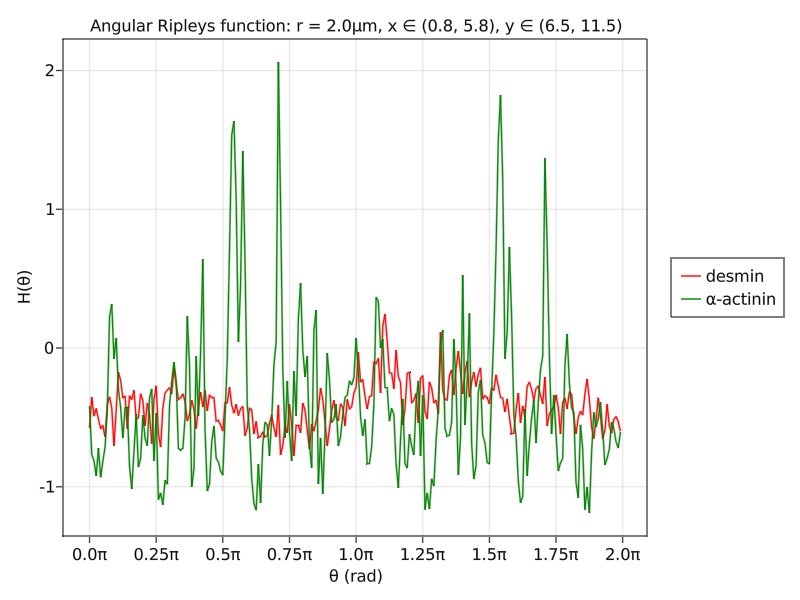 Angular Ripleys function: r = 2.0μm, x ∈ (0.8, 5.8), y ∈ (6.5, 11.5)
2
1
0
-1
H(θ)
0.0π 0.25π 0.5π 0.75π 1.0π 1.25π 1.5π 1.75π 2.0π
θ (rad)
desmin
α-actinin